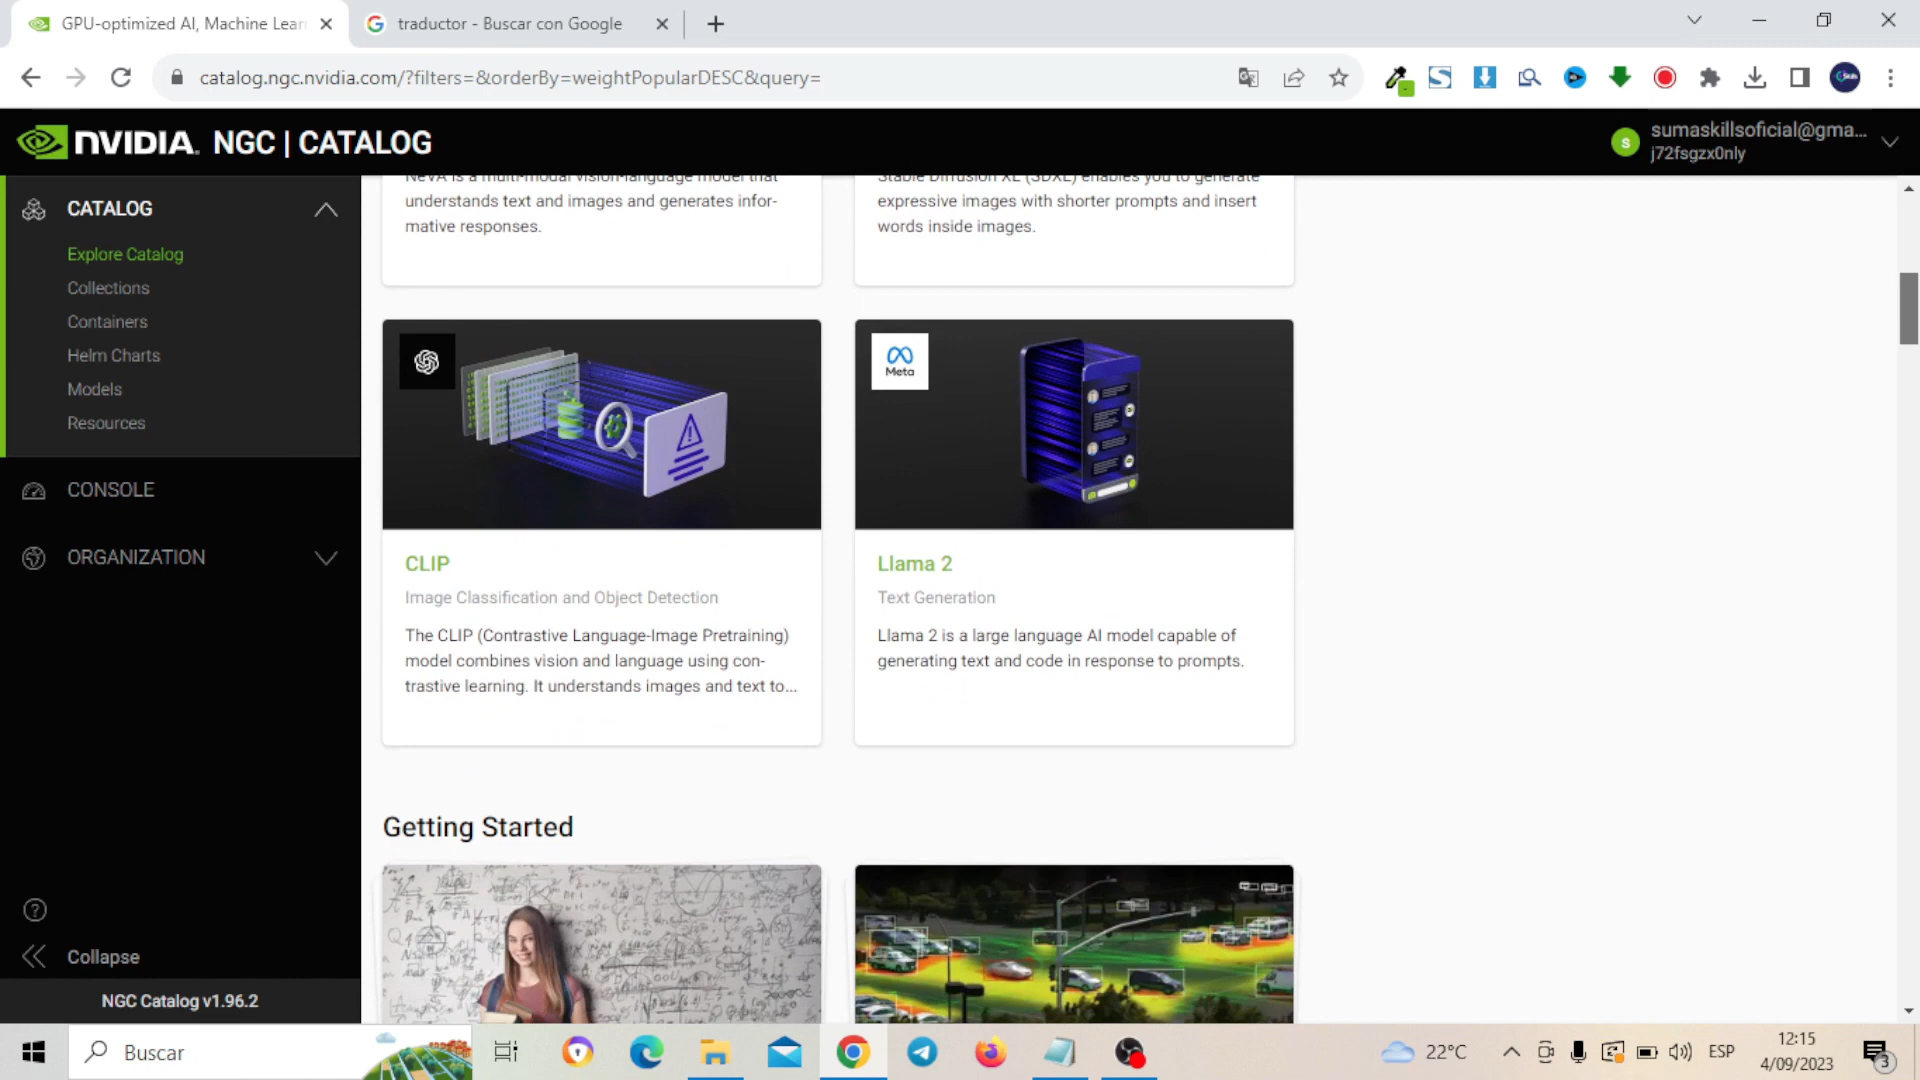 GPU-optimized AI, Machine Lear
traductor - Buscar con Google
catalog.ngc.nvidia.com/?filters=&orderBy=weightPopularDESC&query=
NVIDIA. NGC | CATALOG
sumaskillsoficial@gma...
j72fsgzx0nly
S
CATALOG
Explore Catalog
Collections
Containers
Helm Charts
Models
Resources
CONSOLE
ORGANIZATION
Collapse
NGC Catalog v1.96.2
NeVA is a multi-modal vision-language model that
understands text and images and generates infor-
mative responses.
Stable Diffusion XL (SDXL) enables you to generate
expressive images with shorter prompts and insert
words inside images.
CLIP
Image Classification and Object Detection
The CLIP (Contrastive Language-Image Pretraining)
model combines vision and language using con-
trastive learning. It understands images and text to...
Meta
Llama 2
Text Generation
Llama 2 is a large language AI model capable of
generating text and code in response to prompts.
Getting Started
Buscar
22°C
ESP
12:15
4/09/2023
3